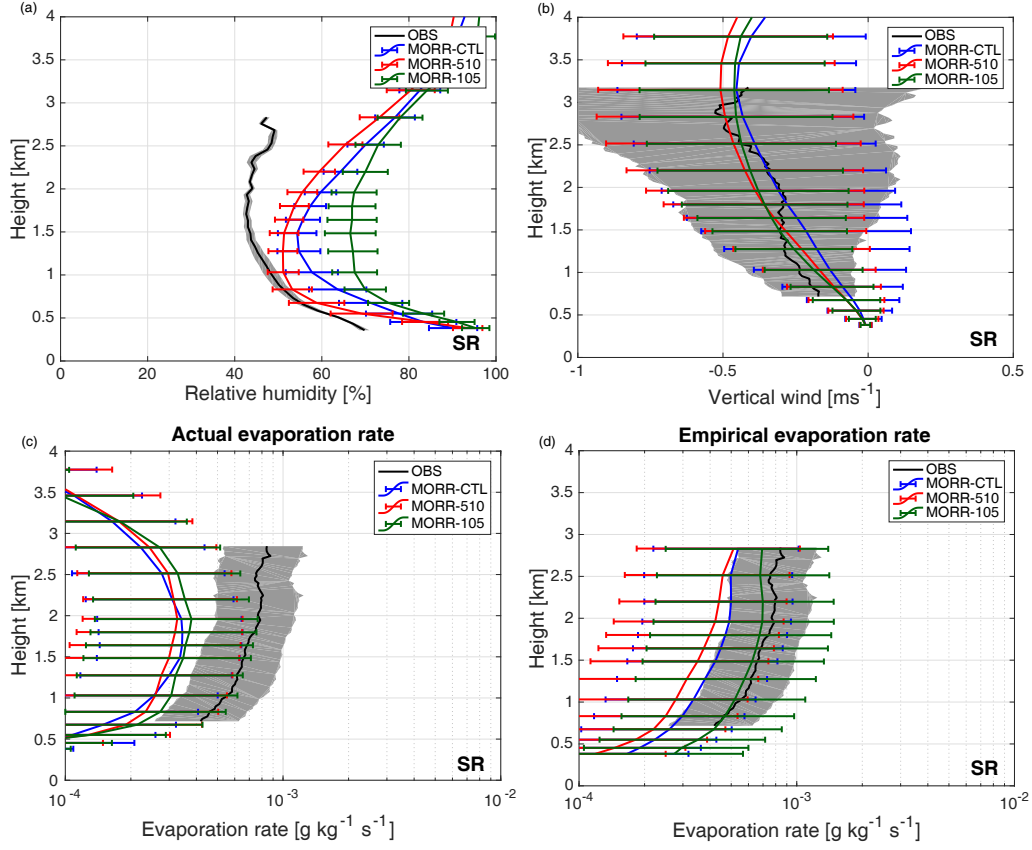 (a)
4
3.5
3
2.5
2
1.5
1
0.5
0
0
20
40
60
80
100
Height [km]
Relative humidity [%]
OBS
MORR-CTL
MORR-510
MORR-105
SR
(b)
4
3.5
3
2.5
2
1.5
1
0.5
0
-1
-0.5
0
0.5
Height [km]
Vertical wind [ms⁻¹]
OBS
MORR-CTL
MORR-510
MORR-105
SR
(c)
Actual evaporation rate
4
3.5
3
2.5
2
1.5
1
0.5
0
10⁻⁴
10⁻³
10⁻²
Height [km]
Evaporation rate [g kg⁻¹ s⁻¹]
OBS
MORR-CTL
MORR-510
MORR-105
SR
(d)
Empirical evaporation rate
4
3.5
3
2.5
2
1.5
1
0.5
0
10⁻⁴
10⁻³
10⁻²
Height [km]
Evaporation rate [g kg⁻¹ s⁻¹]
OBS
MORR-CTL
MORR-510
MORR-105
SR